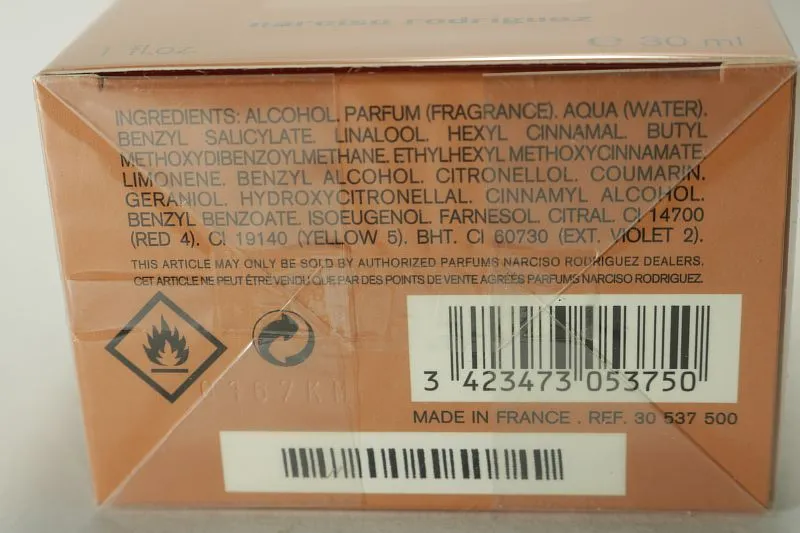 narciso rodriguez
1 fl.oz. e 30 ml
INGREDIENTS: ALCOHOL. PARFUM (FRAGRANCE). AQUA (WATER).
BENZYL SALICYLATE. LINALOOL. HEXYL CINNAMAL. BUTYL
METHOXYDIBENZOYLMETHANE. ETHYLHEXYL METHOXYCINNAMATE.
LIMONENE. BENZYL ALCOHOL. CITRONELLOL. COUMARIN.
GERANIOL. HYDROXYCITRONELLAL. CINNAMYL ALCOHOL.
BENZYL BENZOATE. ISOEUGENOL. FARNESOL. CITRAL. CI 14700
(RED 4). CI 19140 (YELLOW 5). BHT. CI 60730 (EXT. VIOLET 2).
THIS ARTICLE MAY ONLY BE SOLD BY AUTHORIZED PARFUMS NARCISO RODRIGUEZ DEALERS.
CET ARTICLE NE PEUT ÊTRE VENDU QUE PAR DES POINTS DE VENTE AGRÉÉS PARFUMS NARCISO RODRIGUEZ.
3 423473 053750
MADE IN FRANCE . REF. 30 537 500